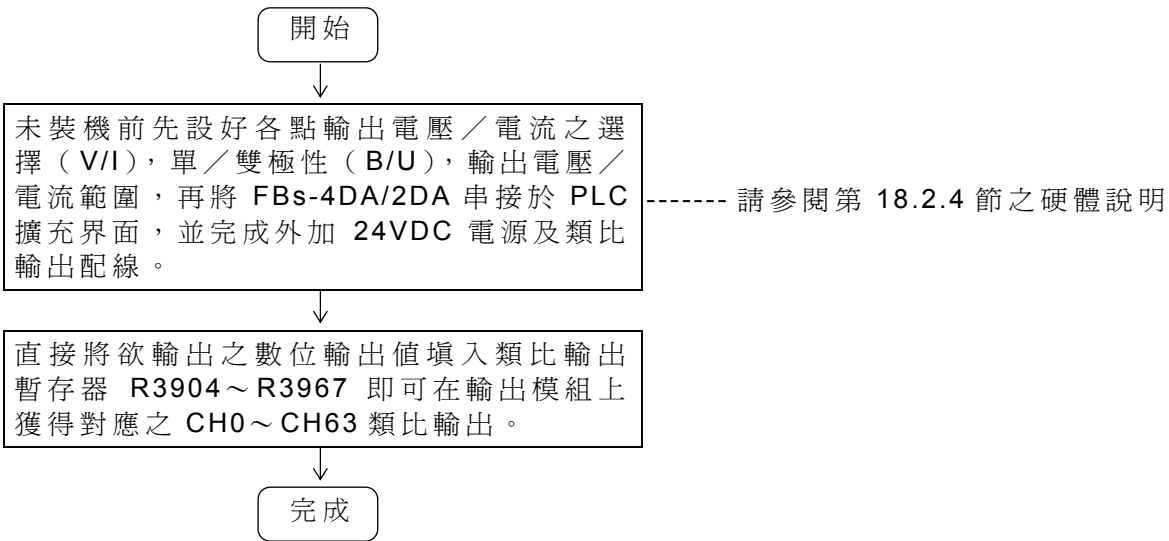 開始
未裝機前先設好各點輸出電壓／電流之選
擇（V/I），單／雙極性（B/U），輸出電壓／
電流範圍，再將 FBs-4DA/2DA 串接於 PLC
擴充界面，並完成外加 24VDC 電源及類比
輸出配線。
------- 請參閱第 18.2.4 節之硬體說明
直接將欲輸出之數位輸出值填入類比輸出
暫存器 R3904～R3967 即可在輸出模組上
獲得對應之 CH0～CH63 類比輸出。
完成